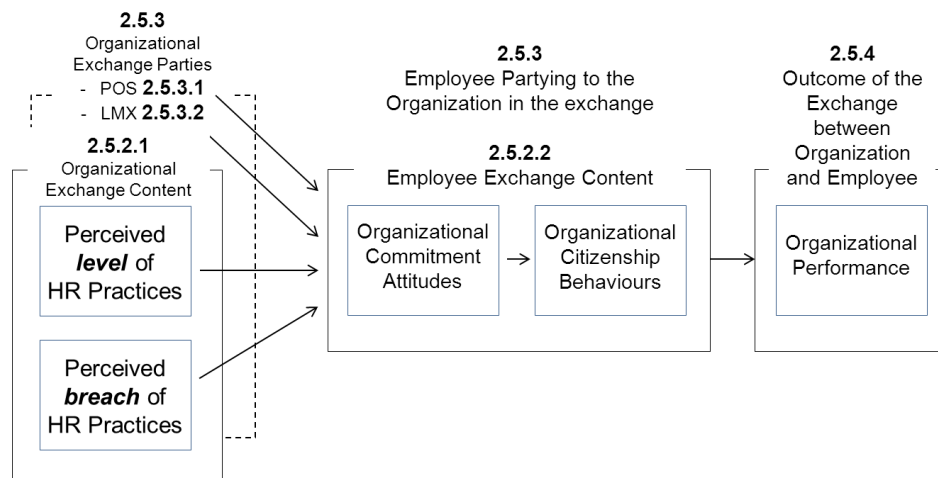 2.5.3
Organizational
Exchange Parties
- POS 2.5.3.1
- LMX 2.5.3.2
2.5.2.1
Organizational
Exchange Content
Perceived
level of
HR Practices
Perceived
breach of
HR Practices
2.5.3
Employee Partying to the
Organization in the exchange
2.5.2.2
Employee Exchange Content
Organizational
Commitment
Attitudes
Organizational
Citizenship
Behaviours
2.5.4
Outcome of the
Exchange
between
Organization
and Employee
Organizational
Performance